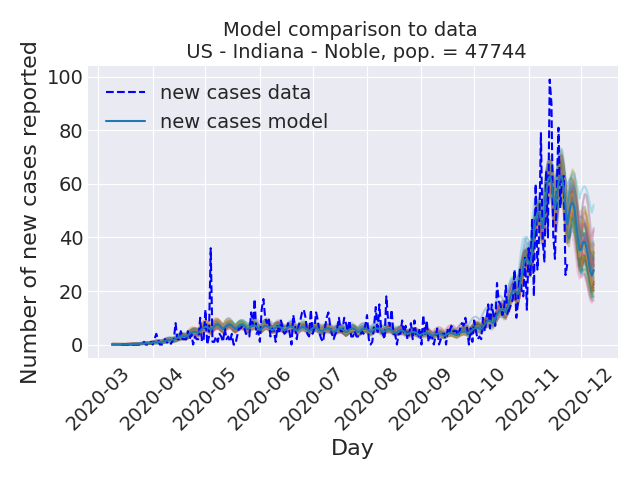 Model comparison to data
US - Indiana - Noble, pop. = 47744
Number of new cases reported
100
80
60
40
20
0
new cases data
new cases model
2020-03
2020-04
2020-05
2020-06
2020-07
2020-08
2020-09
2020-10
2020-11
2020-12
Day